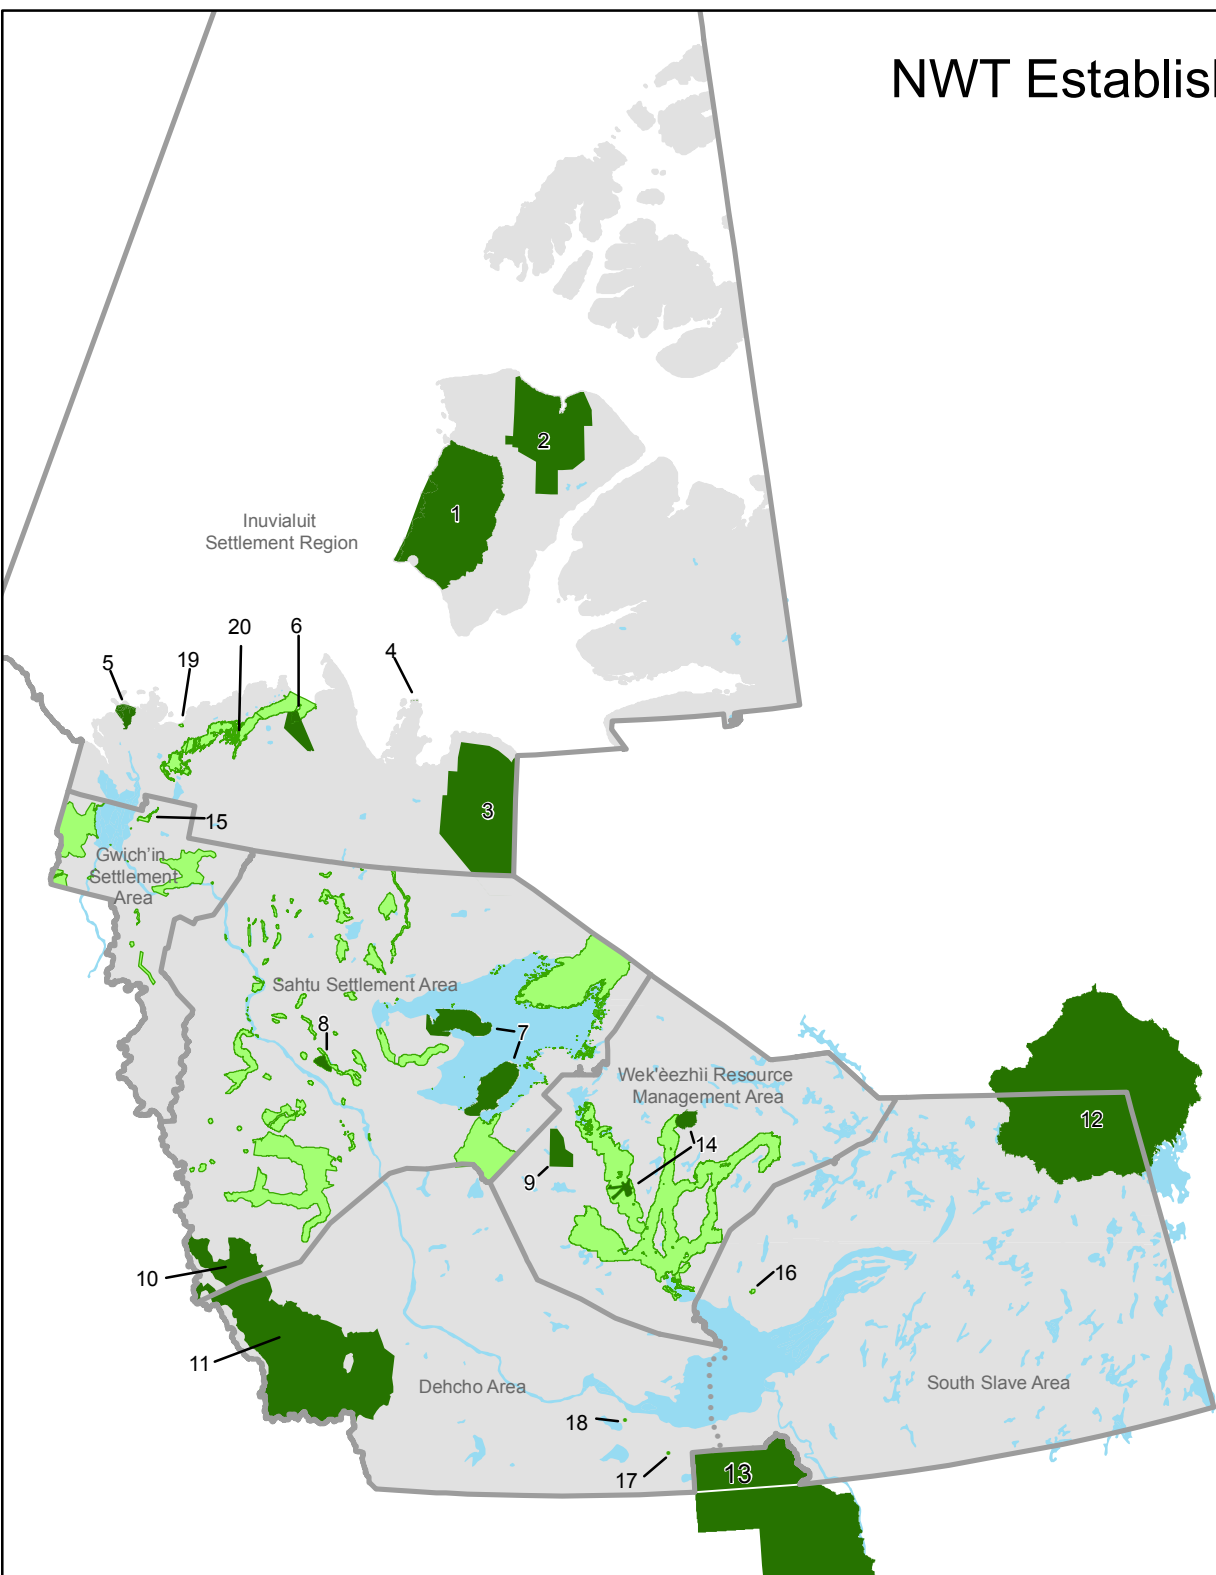 NWT Establish
2
1
Inuvialuit
Settlement Region
20
6
4
5
19
3
15
Gwich'in
Settlement
Area
Sahtu Settlement Area
8
7
Wek'èezhìi Resource
Management Area
12
14
9
10
16
11
Dehcho Area
South Slave Area
18
17
13